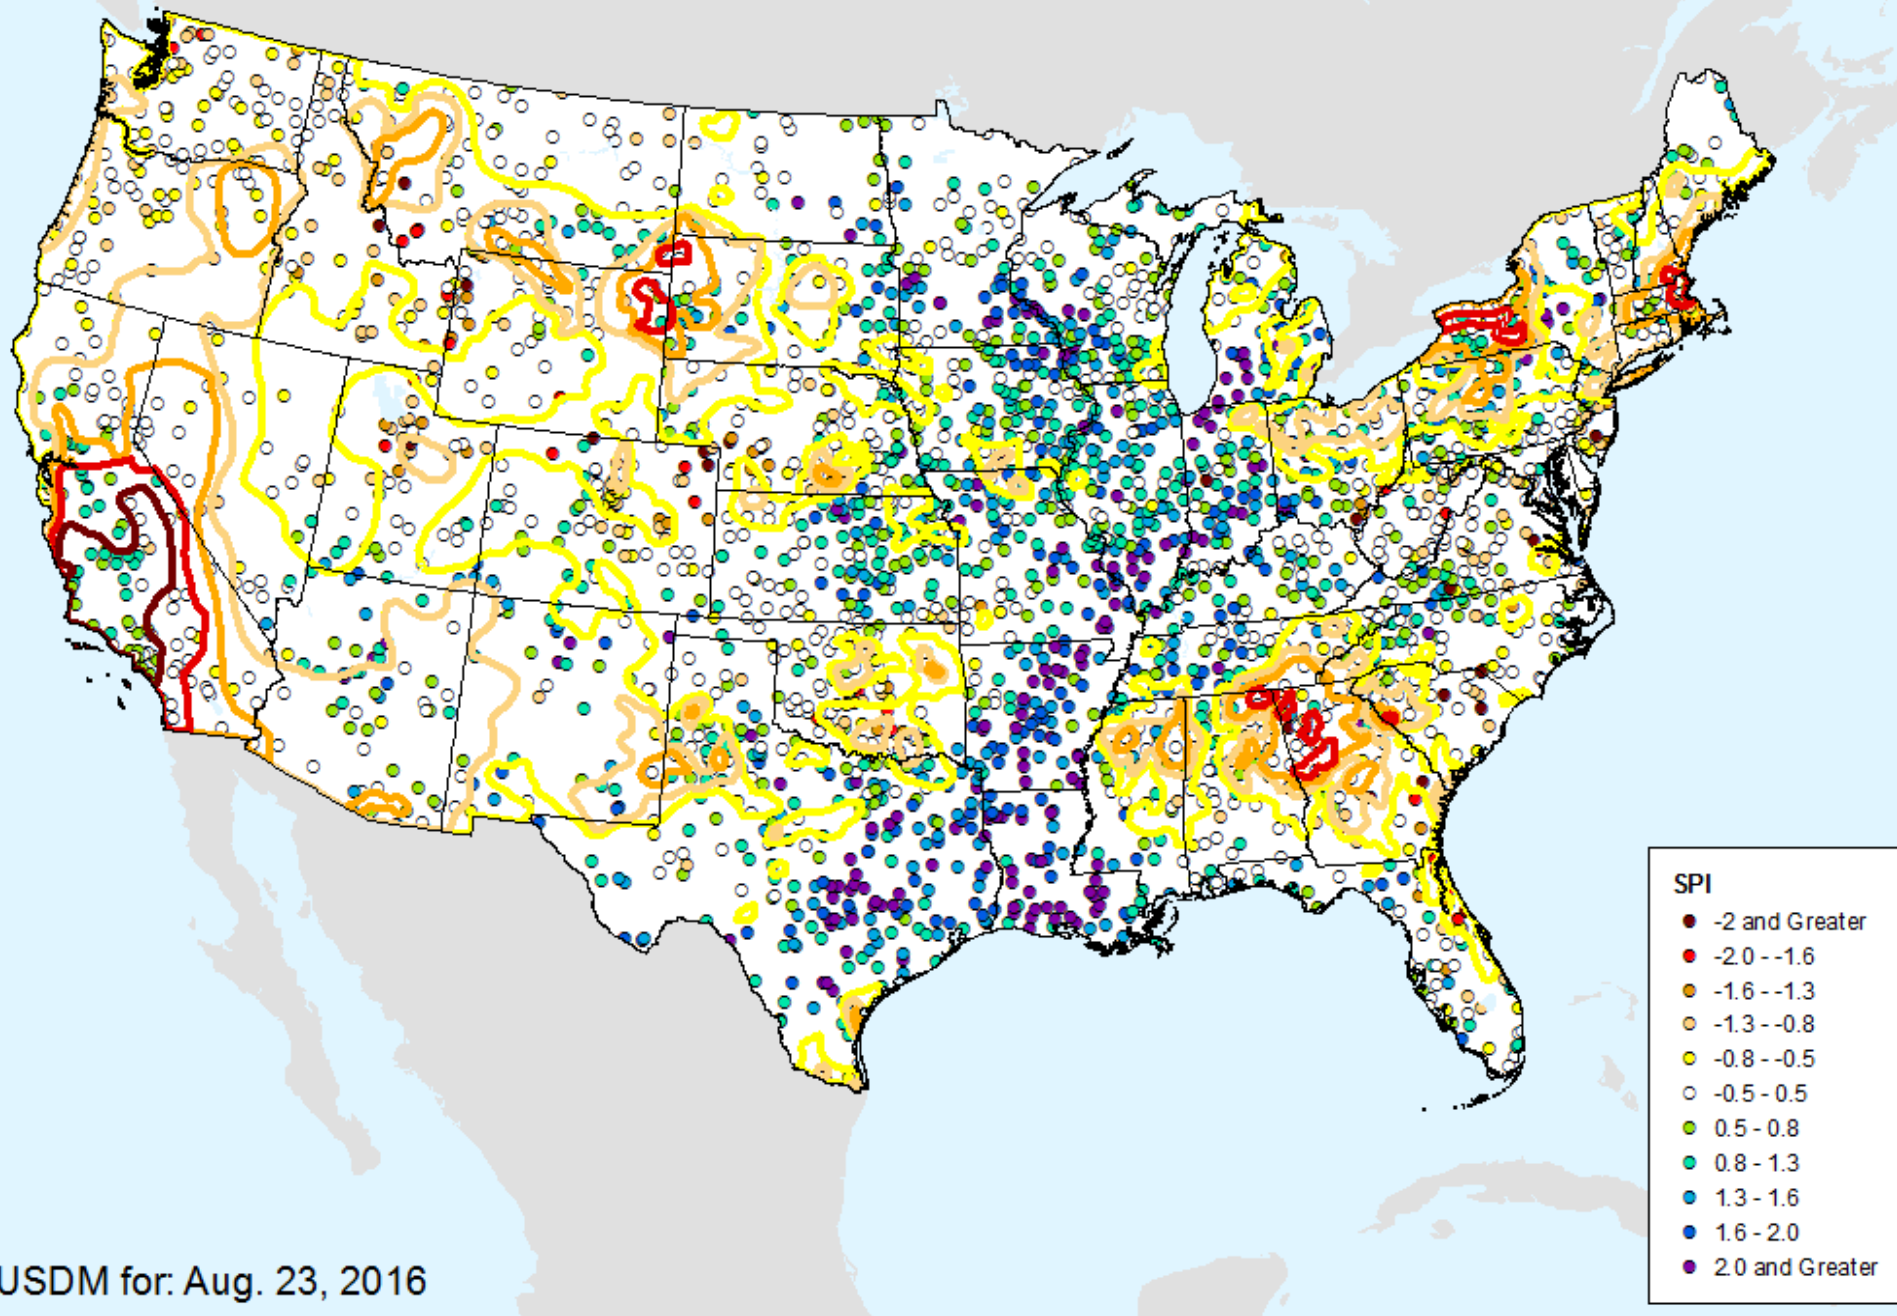 SPI
-2 and Greater
-2.0 - -1.6
-1.6 - -1.3
-1.3 - -0.8
-0.8 - -0.5
-0.5 - 0.5
0.5 - 0.8
0.8 - 1.3
1.3 - 1.6
1.6 - 2.0
2.0 and Greater
USDM for: Aug. 23, 2016